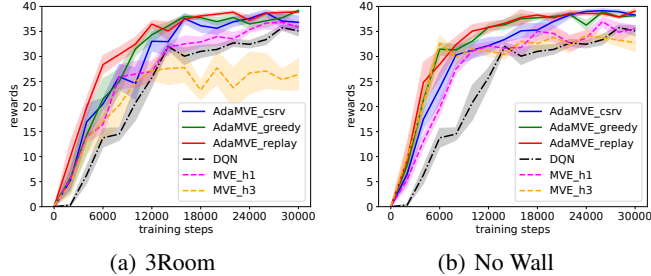 40
35
30
25
20
15
10
5
0
rewards
0 6000 12000 18000 24000 30000
training steps
AdaMVE_csrv
AdaMVE_greedy
AdaMVE_replay
DQN
MVE_h1
MVE_h3
(a) 3Room
40
35
30
25
20
15
10
5
0
rewards
0 6000 12000 18000 24000 30000
training steps
AdaMVE_csrv
AdaMVE_greedy
AdaMVE_replay
DQN
MVE_h1
MVE_h3
(b) No Wall